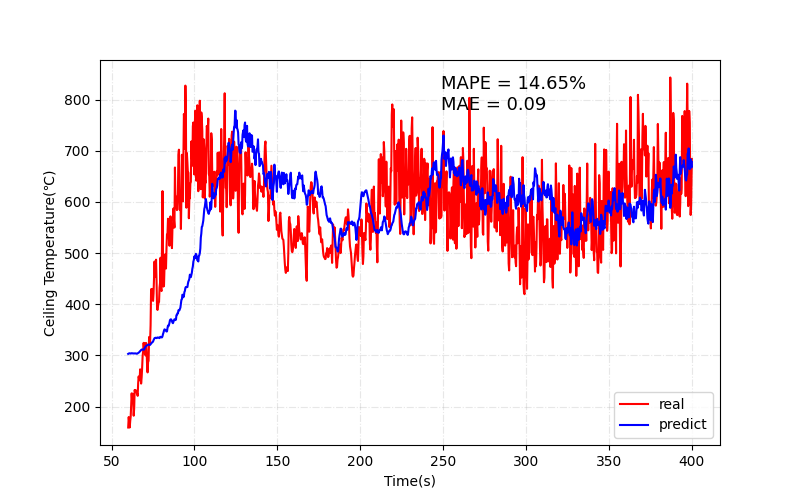 MAPE = 14.65%
MAE = 0.09
Ceiling Temperature(℃)
800
700
600
500
400
300
200
real
predict
50
100
150
200
250
300
350
400
Time(s)